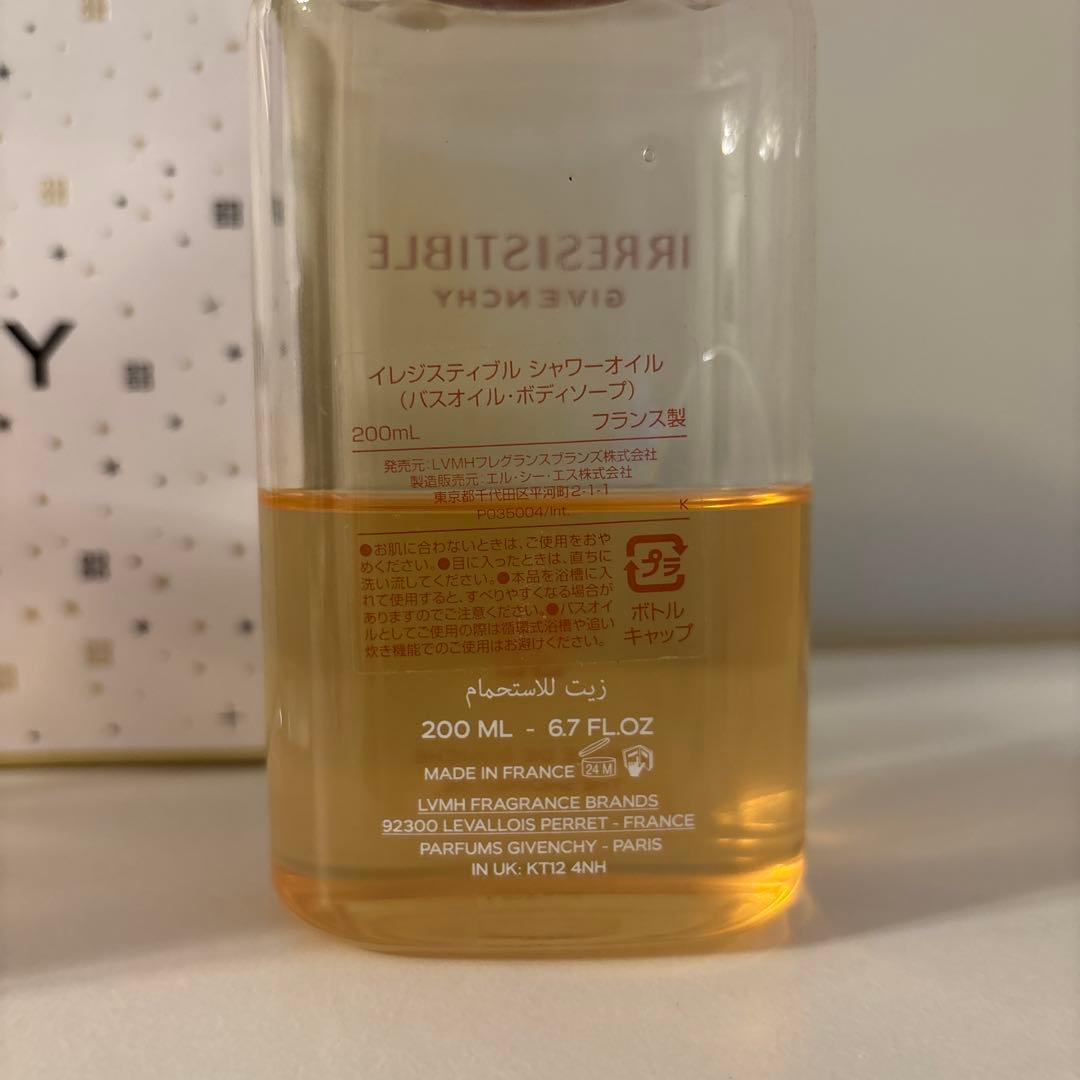 Y
IRRESISTIBLE
GIVENCHY
イレジスティブル シャワーオイル
（バスオイル・ボディソープ）
200mL フランス製
発売元：LVMHフレグランスブランズ株式会社
製造販売元：エル・シー・エス株式会社
東京都千代田区平河町2-1-1
P035004/Int. K
●お肌に合わないときは、ご使用をおや
めください。●目に入ったときは、直ちに
洗い流してください。●本品を浴槽に入
れて使用すると、すべりやすくなる場合が
ありますのでご注意ください。●バスオイ
ルとしてご使用の際は循環式浴槽や追い
炊き機能でのご使用はお避けください。
プラ
ボトル
キャップ
زيت للاستحمام
200 ML - 6.7 FL.OZ
MADE IN FRANCE 24 M
LVMH FRAGRANCE BRANDS
92300 LEVALLOIS PERRET - FRANCE
PARFUMS GIVENCHY - PARIS
IN UK: KT12 4NH